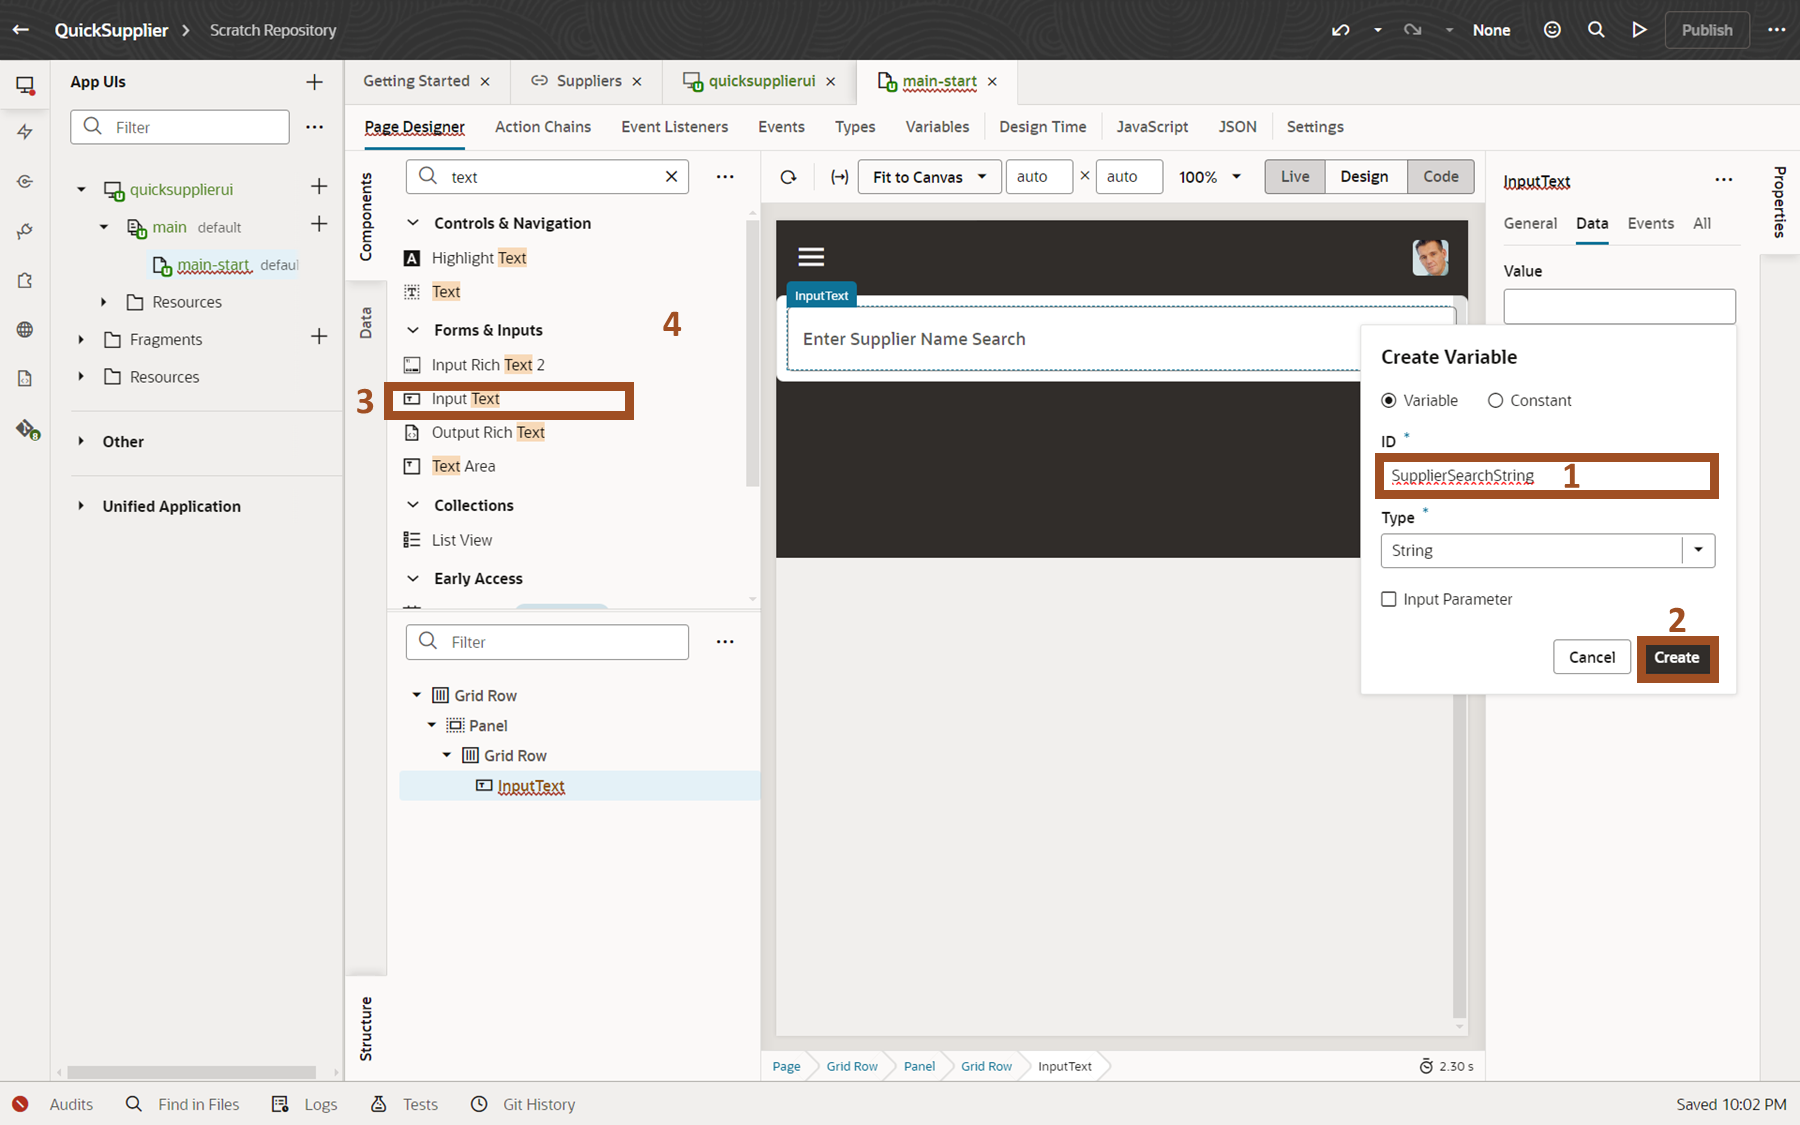 QuickSupplier > Scratch Repository
None
Publish
App UIs
Filter
quicksupplierui
main default
main-start defaul
Resources
Fragments
Resources
Other
Unified Application
Getting Started
Suppliers
quicksupplierui
main-start
Page Designer
Action Chains
Event Listeners
Events
Types
Variables
Design Time
JavaScript
JSON
Settings
Components
Data
Structure
text
Controls & Navigation
Highlight Text
Text
4
Forms & Inputs
Input Rich Text 2
3
Input Text
Output Rich Text
Text Area
Collections
List View
Early Access
Filter
Grid Row
Panel
Grid Row
InputText
Fit to Canvas
auto
×
auto
100%
Live
Design
Code
InputText
Enter Supplier Name Search
Page
Grid Row
Panel
Grid Row
InputText
2.30 s
InputText
General
Data
Events
All
Value
Properties
Create Variable
Variable
Constant
ID *
SupplierSearchString
1
Type *
String
Input Parameter
2
Cancel
Create
8
Audits
Find in Files
Logs
Tests
Git History
Saved 10:02 PM